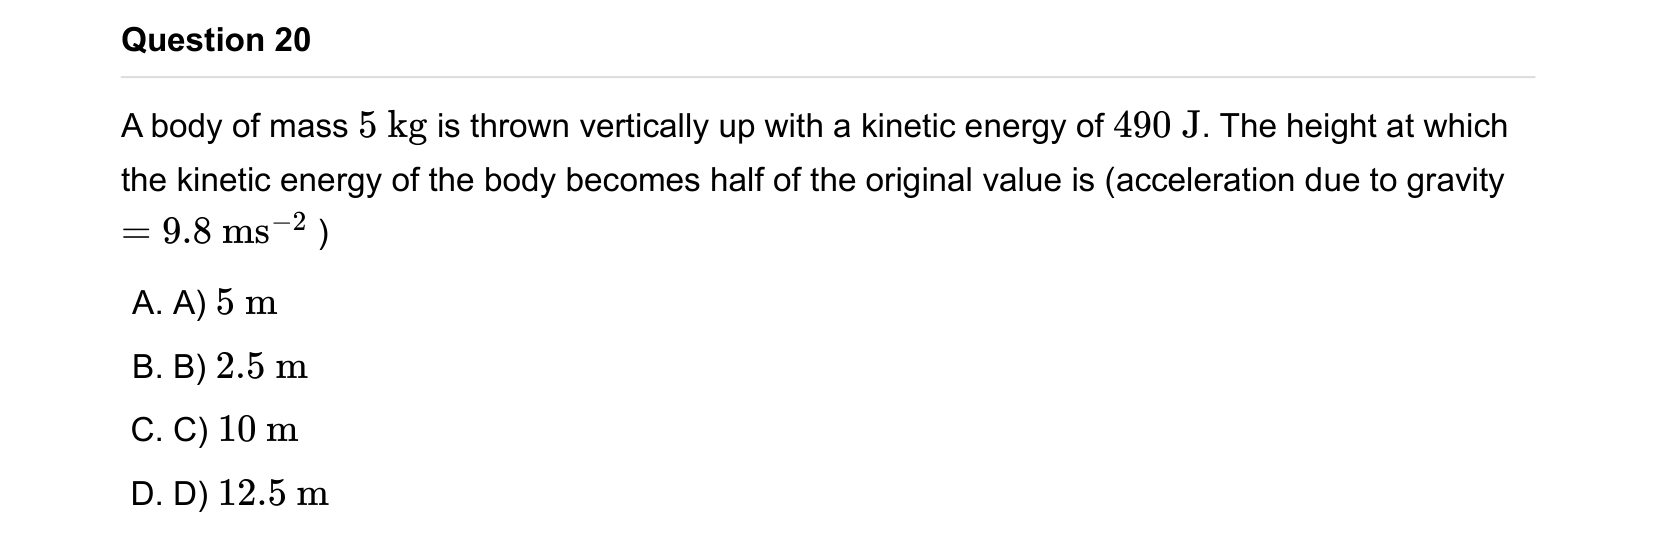 Question 20
A body of mass 5 kg is thrown vertically up with a kinetic energy of 490 J. The height at which
the kinetic energy of the body becomes half of the original value is (acceleration due to gravity
= 9.8 ms⁻² )
A. A) 5 m
B. B) 2.5 m
C. C) 10 m
D. D) 12.5 m